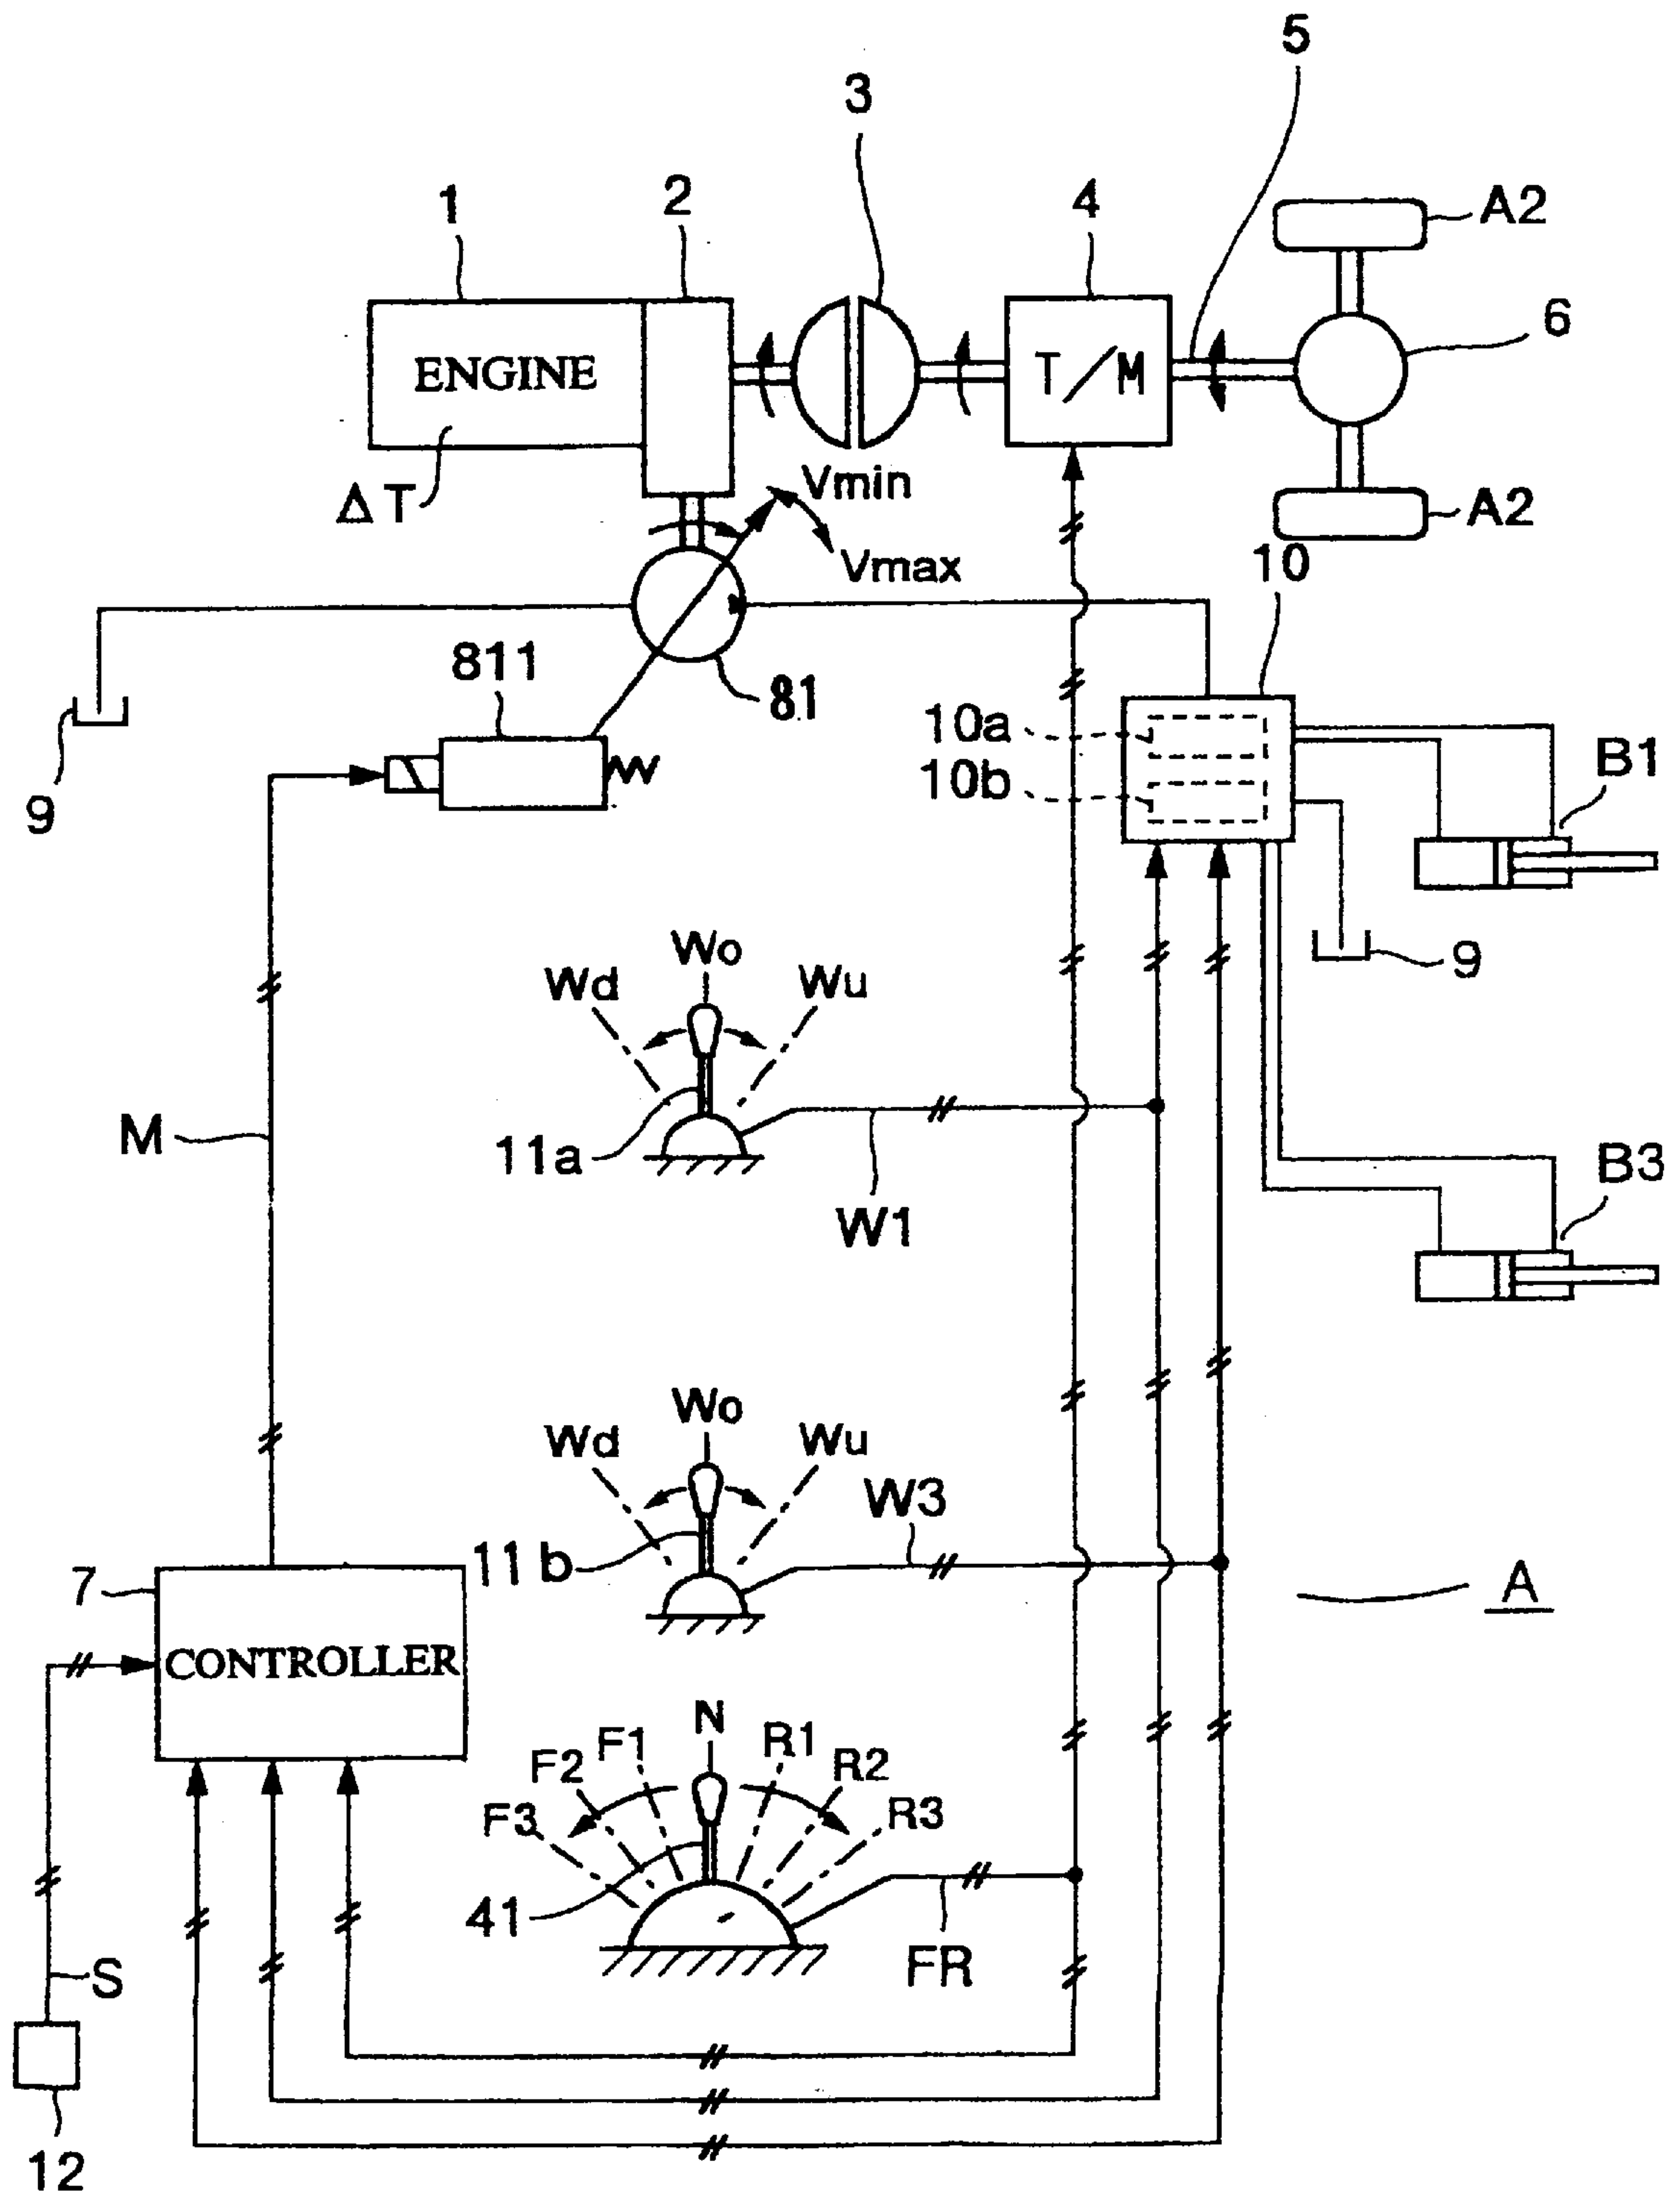 5
3
1
2
4
A2
6
ENGINE
T/M
ΔT
Vmin
A2
Vmax
10
811
81
10a
10b
B1
9
9
Wo
Wd
Wu
M
11a
W1
B3
Wo
Wd
Wu
W3
11b
7
A
CONTROLLER
N
F1
R1
F2
R2
F3
R3
41
FR
S
12